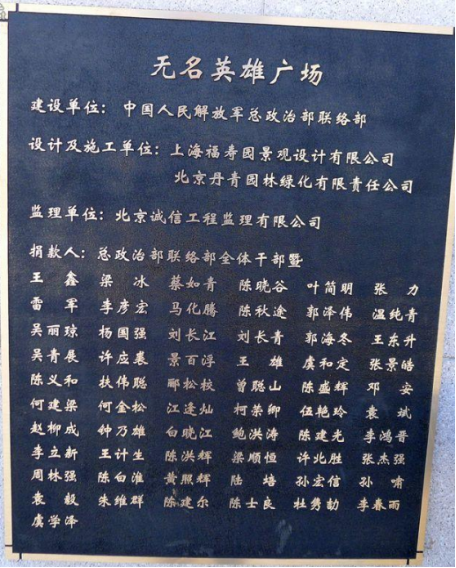 无名英雄广场
建设单位：中国人民解放军总政治部联络部
设计及施工单位：上海福寿园景观设计有限公司
北京丹青园林绿化有限责任公司
监理单位：北京诚信工程监理有限公司
捐款人：总政治部联络部全体干部暨
王鑫 梁冰 蔡如青 陈晓谷 叶简明 张力
雷军 李彦宏 马化腾 陈秋途 郭泽伟 温纯青
吴丽琼 杨国强 刘长江 刘长青 郭海冬 王东升
吴青展 许应裘 景百浮 王雄 虞和定 张景皓
陈义和 扶伟聪 郦松校 曾聪山 陈盛辉 邓安
何建梁 何金松 江逢灿 柯荣卿 伍艳玲 袁斌
赵柳成 钟乃雄 白晓江 鲍洪涛 陈建光 李鸿晋
李立新 王计生 陈洪辉 梁顺恒 许北胜 张杰强
周林强 陈白淮 黄照辉 陆培 孙宏信 孙啸
袁毅 朱维群 陈建尔 陈士良 杜隽勍 李春雨
虞学泽